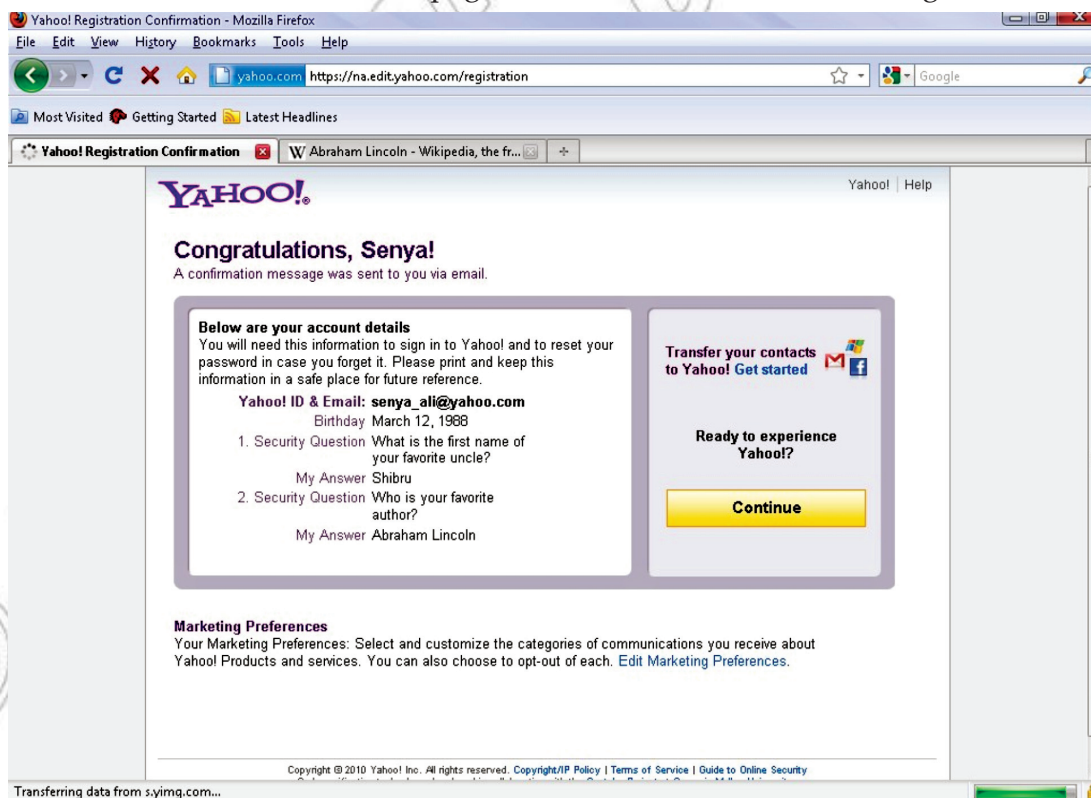 Yahoo! Registration Confirmation - Mozilla Firefox
File Edit View History Bookmarks Tools Help
yahoo.com https://na.edit.yahoo.com/registration Google
Most Visited Getting Started Latest Headlines
Yahoo! Registration Confirmation W Abraham Lincoln - Wikipedia, the fr...
YAHOO!® Yahoo! Help
Congratulations, Senya!
A confirmation message was sent to you via email.
Below are your account details
You will need this information to sign in to Yahoo! and to reset your
password in case you forget it. Please print and keep this
information in a safe place for future reference.
Yahoo! ID & Email: senya_ali@yahoo.com
Birthday March 12, 1988
1. Security Question What is the first name of
your favorite uncle?
My Answer Shibru
2. Security Question Who is your favorite
author?
My Answer Abraham Lincoln
Transfer your contacts
to Yahoo! Get started
Ready to experience
Yahoo!?
Continue
Marketing Preferences
Your Marketing Preferences: Select and customize the categories of communications you receive about
Yahoo! Products and services. You can also choose to opt-out of each. Edit Marketing Preferences.
Copyright © 2010 Yahoo! Inc. All rights reserved. Copyright/IP Policy | Terms of Service | Guide to Online Security
Transferring data from s.yimg.com...